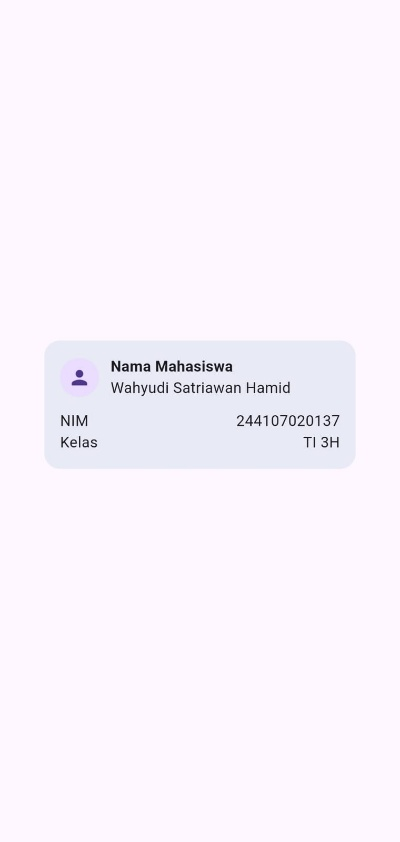 Nama Mahasiswa
Wahyudi Satriawan Hamid
NIM 244107020137
Kelas TI 3H